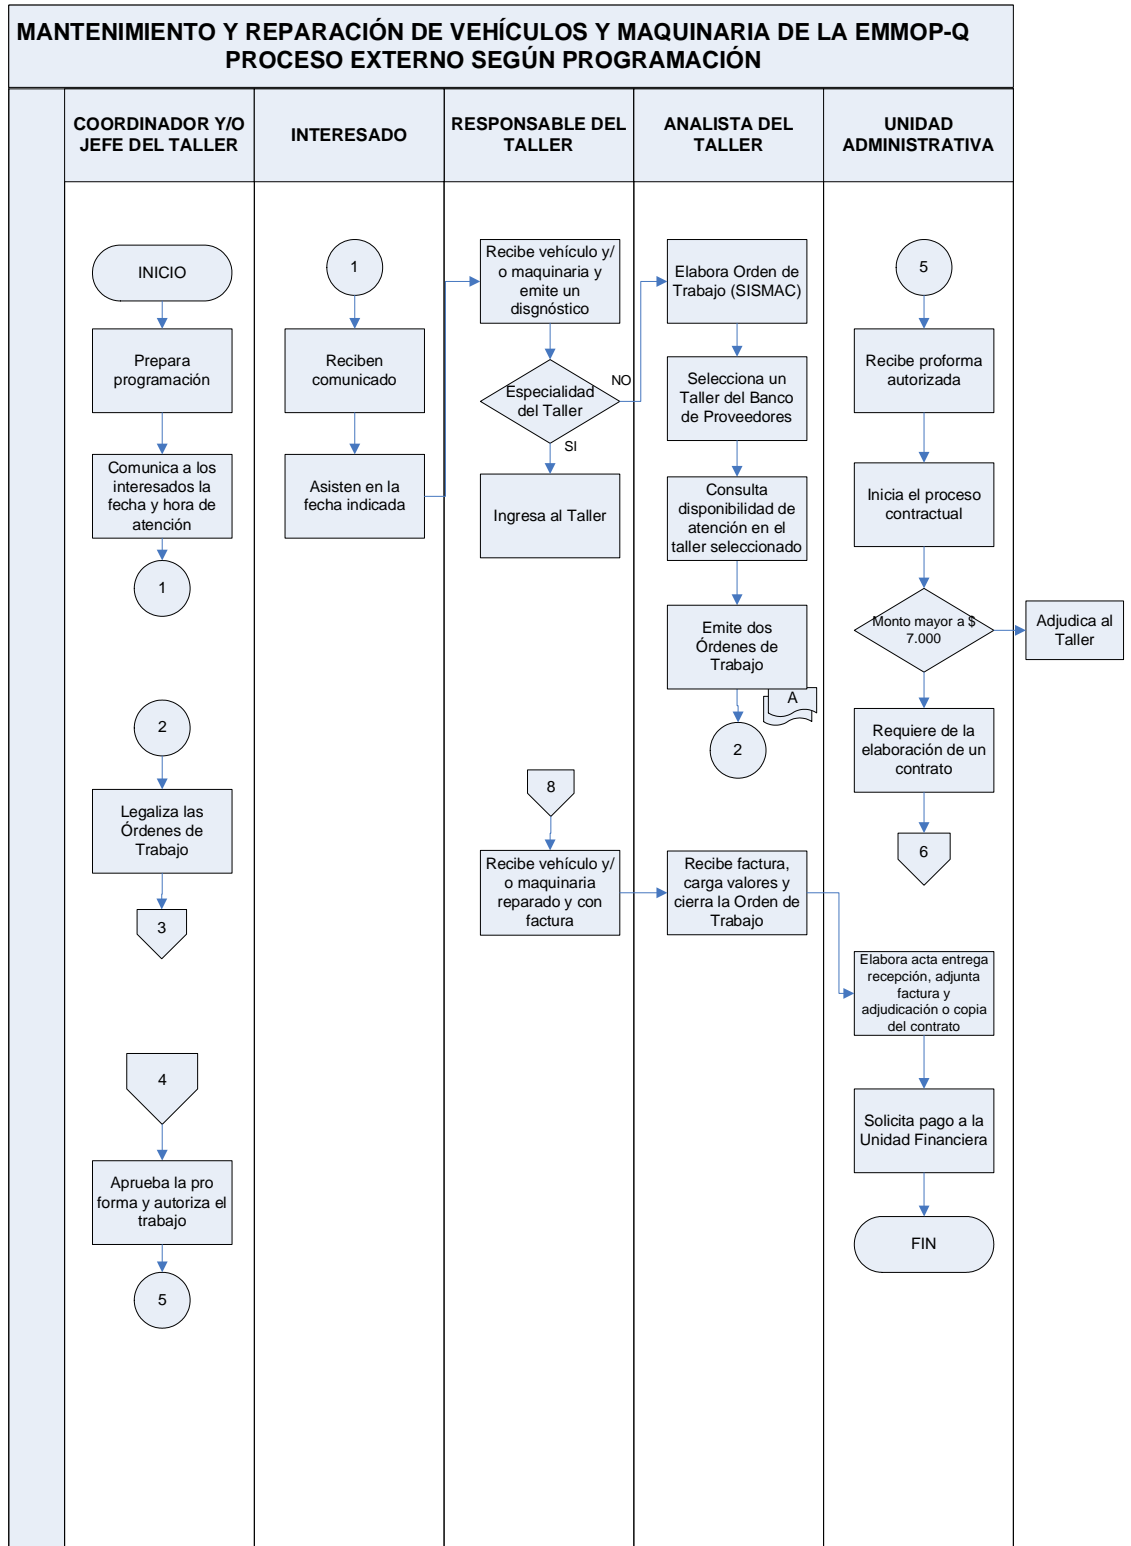 MANTENIMIENTO Y REPARACIÓN DE VEHÍCULOS Y MAQUINARIA DE LA EMMOP-Q
PROCESO EXTERNO SEGÚN PROGRAMACIÓN
COORDINADOR Y/O
JEFE DEL TALLER
INTERESADO
RESPONSABLE DEL
TALLER
ANALISTA DEL
TALLER
UNIDAD
ADMINISTRATIVA
INICIO
Prepara
programación
Comunica a los
interesados la
fecha y hora de
atención
1
2
Legaliza las
Órdenes de
Trabajo
3
4
Aprueba la pro
forma y autoriza el
trabajo
5
1
Reciben
comunicado
Asisten en la
fecha indicada
Recibe vehículo y/
o maquinaria y
emite un
disgnóstico
Especialidad
del Taller
NO
SI
Ingresa al Taller
8
Recibe vehículo y/
o maquinaria
reparado y con
factura
Elabora Orden de
Trabajo (SISMAC)
Selecciona un
Taller del Banco
de Proveedores
Consulta
disponibilidad de
atención en el
taller seleccionado
Emite dos
Órdenes de
Trabajo
A
2
Recibe factura,
carga valores y
cierra la Orden de
Trabajo
5
Recibe proforma
autorizada
Inicia el proceso
contractual
Monto mayor a $
7.000
Adjudica al
Taller
Requiere de la
elaboración de un
contrato
6
Elabora acta entrega
recepción, adjunta
factura y
adjudicación o copia
del contrato
Solicita pago a la
Unidad Financiera
FIN